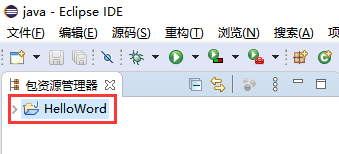 java - Eclipse IDE
文件(F) 编辑(E) 源码(S) 重构(T) 浏览(N) 搜索(A)
包资源管理器
HelloWord